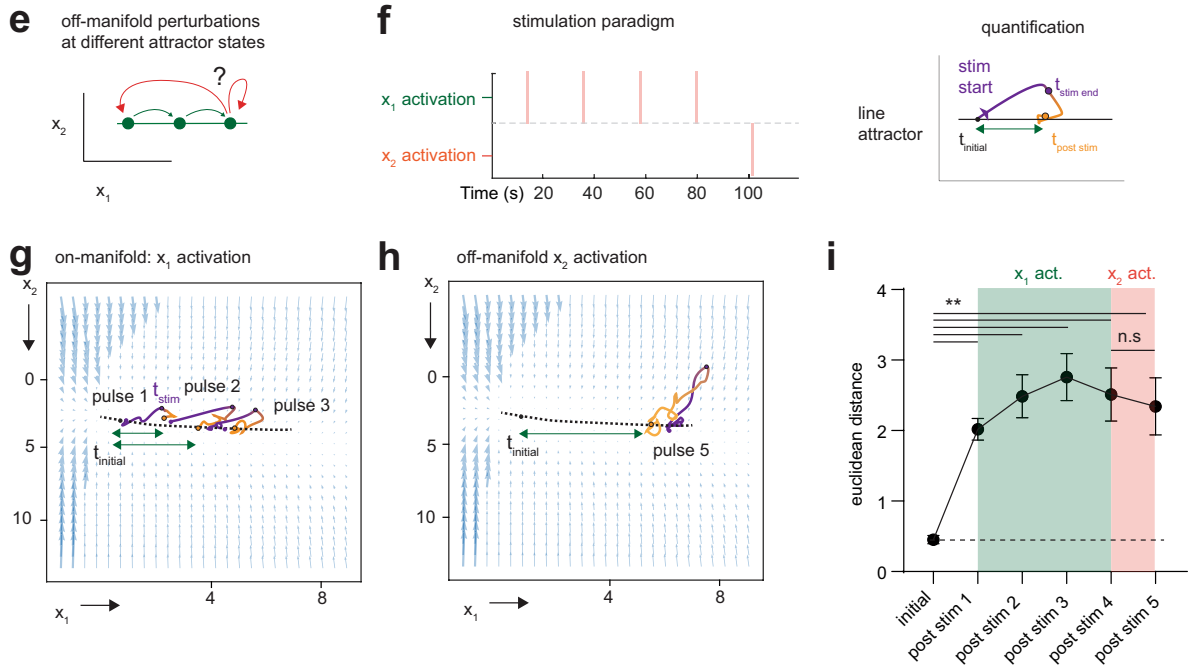 e
off-manifold perturbations
at different attractor states
?
x2
x1
f
stimulation paradigm
x1 activation
x2 activation
Time (s)
20
40
60
80
100
quantification
stim
start
tstim end
line
attractor
tinitial
tpost stim
g
on-manifold: x1 activation
x2
0
5
10
pulse 1
tstim
pulse 2
pulse 3
tinitial
x1
4
8
h
off-manifold x2 activation
x2
0
5
10
tinitial
pulse 5
x1
4
8
i
x1 act.
x2 act.
euclidean distance
4
3
2
1
0
**
n.s
initial
post stim 1
post stim 2
post stim 3
post stim 4
post stim 5